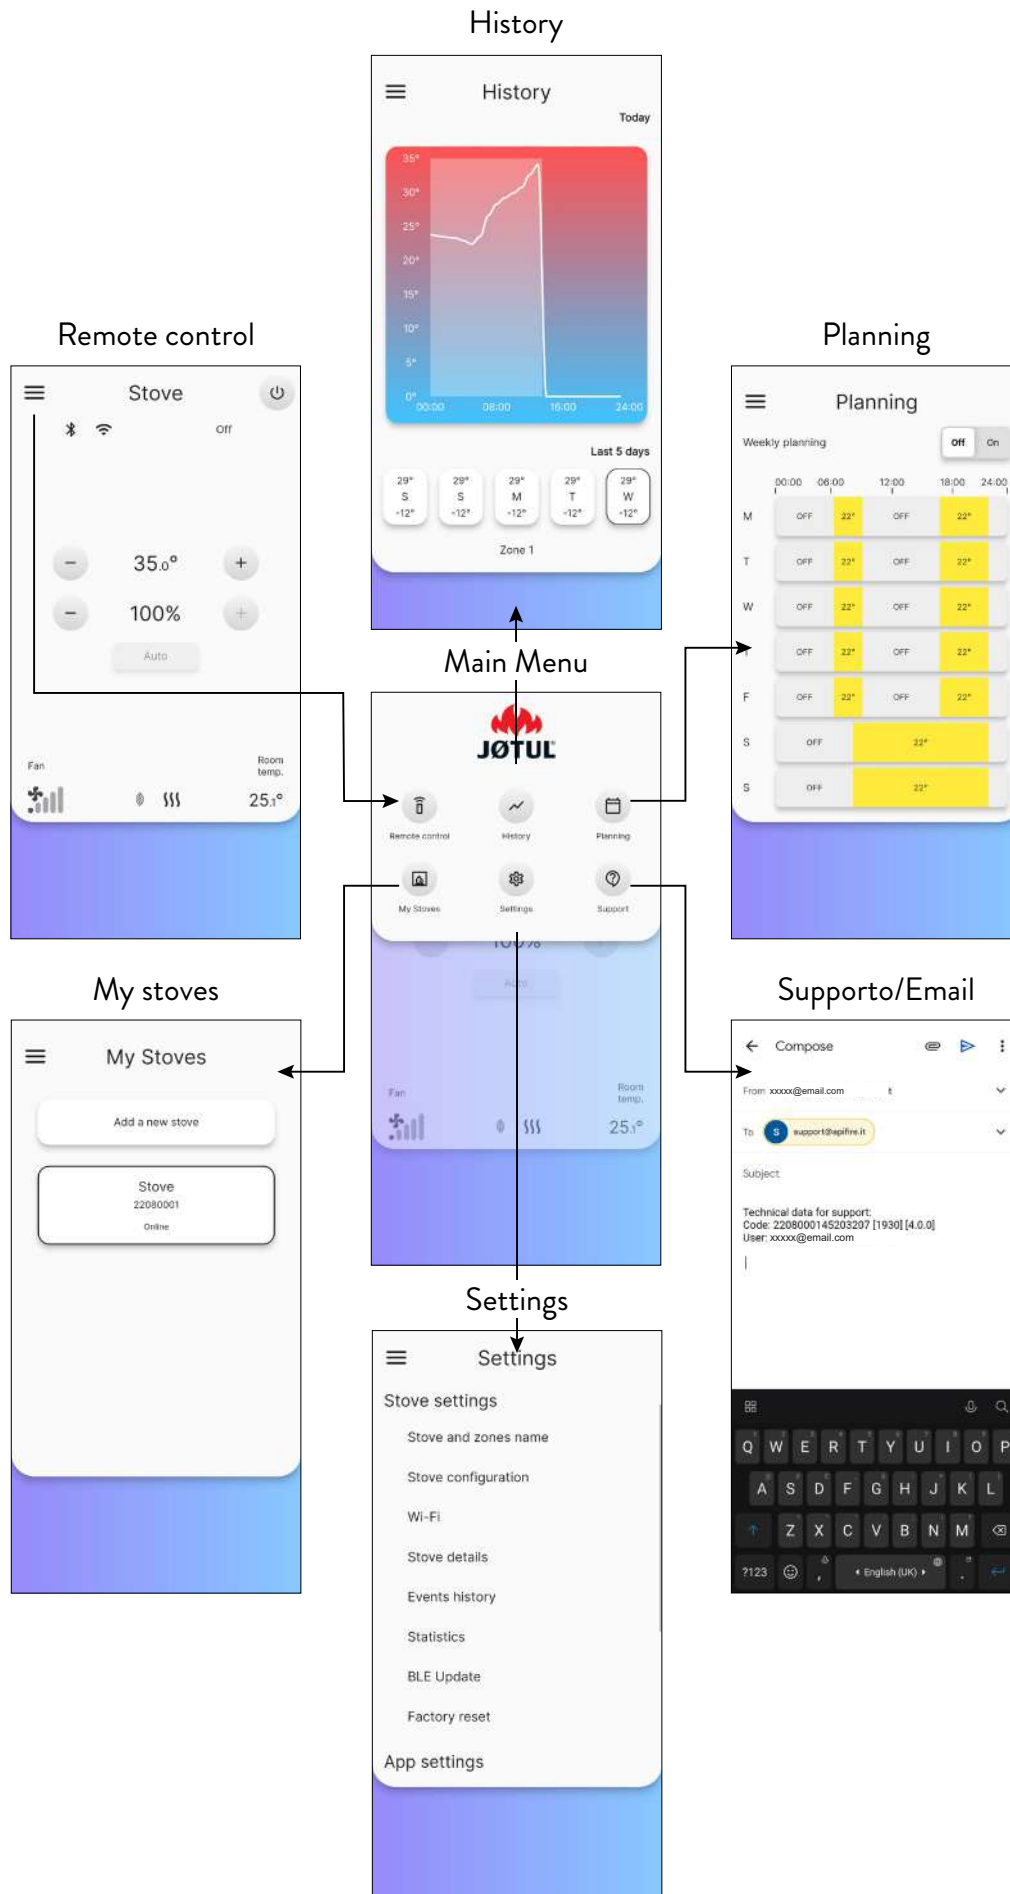 History
History
Today
35°
30°
25°
20°
15°
10°
5°
0°
00:00 08:00 16:00 24:00
Last 5 days
29° 29° 29° 29° 29°
S S M T W
-12° -12° -12° -12° -12°
Zone 1
Remote control
Stove
Off
35.0°
100%
Auto
Fan
Room
temp.
25.1°
Planning
Planning
Weekly planning
Off On
00:00 06:00 12:00 18:00 24:00
M OFF 22° OFF 22°
T OFF 22° OFF 22°
W OFF 22° OFF 22°
T OFF 22° OFF 22°
F OFF 22° OFF 22°
S OFF 22°
S OFF 22°
Main Menu
JØTUL
Remote control History Planning
My Stoves Settings Support
100%
Auto
Fan
Room
temp.
25.1°
My stoves
My Stoves
Add a new stove
Stove
22080001
Online
Supporto/Email
Compose
From xxxxx@email.com t
To S support@apifire.it
Subject
Technical data for support:
Code: 2208000145203207 [1930] [4.0.0]
User: xxxxx@email.com
Q W E R T Y U I O P
A S D F G H J K L
Z X C V B N M
?123 , English (UK) .
Settings
Settings
Stove settings
Stove and zones name
Stove configuration
Wi-Fi
Stove details
Events history
Statistics
BLE Update
Factory reset
App settings